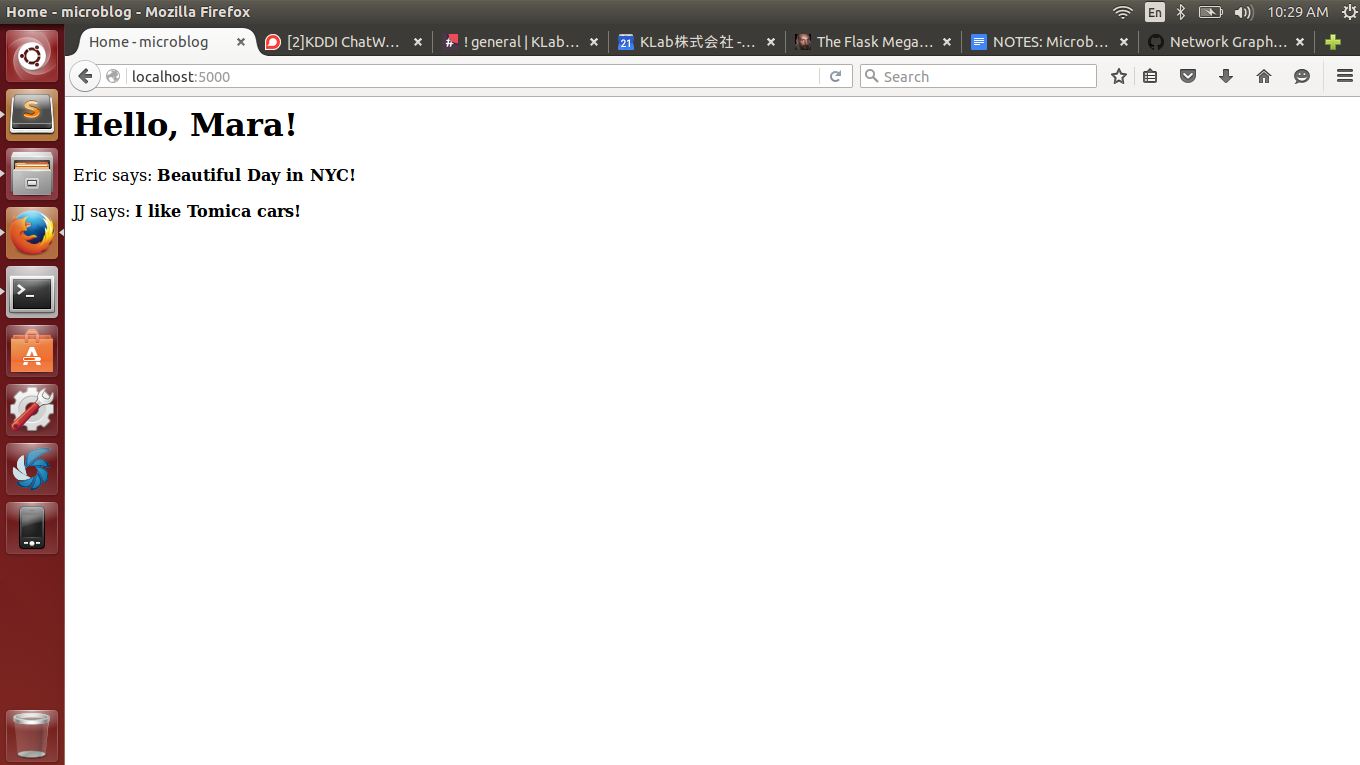 Home - microblog - Mozilla Firefox
En
10:29 AM
Home - microblog
[2]KDDI ChatW...
! general | KLab...
21
KLab株式会社 -...
The Flask Mega...
NOTES: Microb...
Network Graph...
localhost:5000
Search
Hello, Mara!
Eric says: Beautiful Day in NYC!
JJ says: I like Tomica cars!